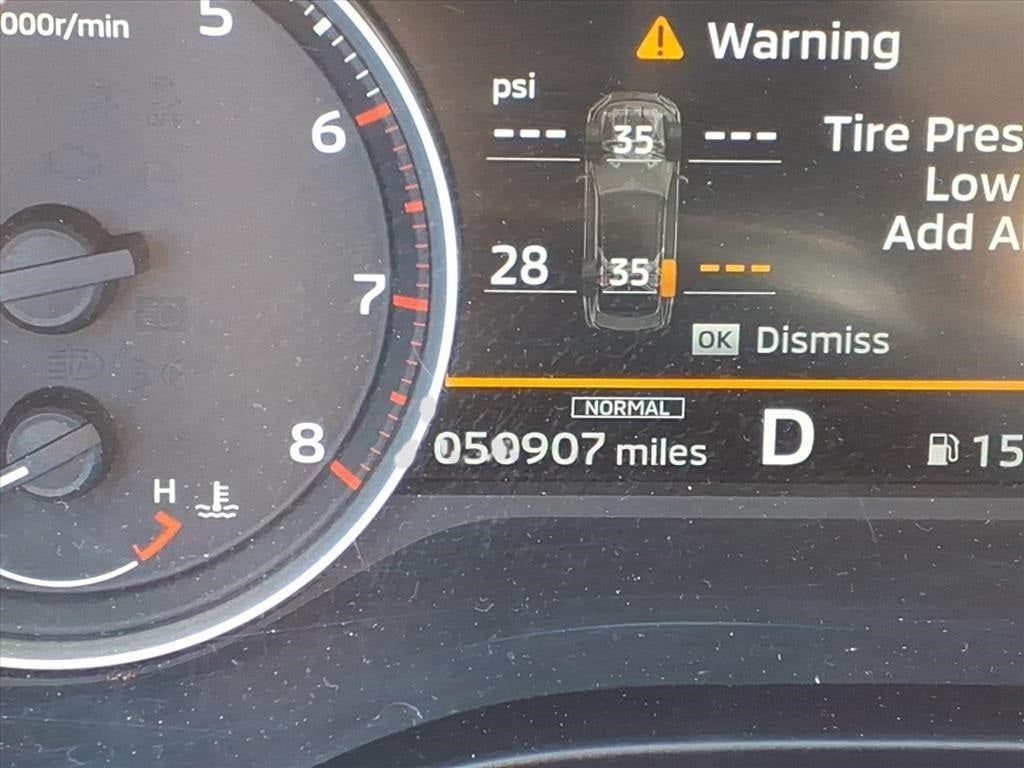 000r/min
5
6
7
8
H
Warning
psi
--- 35 ---
Tire Pres
Low
Add A
28 35 ---
OK Dismiss
NORMAL
050907 miles D 15